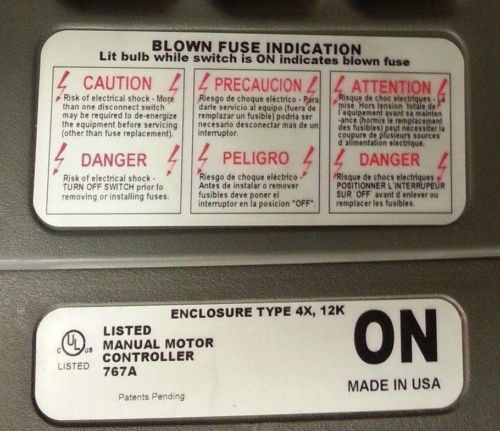 BLOWN FUSE INDICATION
Lit bulb while switch is ON indicates blown fuse
CAUTION
Risk of electrical shock - More
than one disconnect switch
may be required to de-energize
the equipment before servicing
(other than fuse replacement).
DANGER
Risk of electrical shock -
TURN OFF SWITCH prior to
removing or installing fuses.
PRECAUCION
Riesgo de choque eléctrico - Para
darle servicio al equipo (fuera de
remplazar un fusible) podria ser
necesario desconectar mas de un
interruptor.
PELIGRO
Riesgo de choque eléctrico -
Antes de instalar o remover
fusibles deve poner el
interruptor en la posicion "OFF".
ATTENTION
Risque de choc electriques - La
mise Hors tension totale de
l equipement avant sa mainten
-ance (hormis le remplacement
des fusibles) peut necessiter la
coupure de plusieurs sources
d alimentation electrique.
DANGER
Risque de chocs electriques -
POSITIONNER L INTERRUPEUR
SUR ¨OFF¨ avant d enlever ou
remplacer les fusibles.
ENCLOSURE TYPE 4X, 12K
C UL US
LISTED
LISTED
MANUAL MOTOR
CONTROLLER
767A
Patents Pending
ON
MADE IN USA